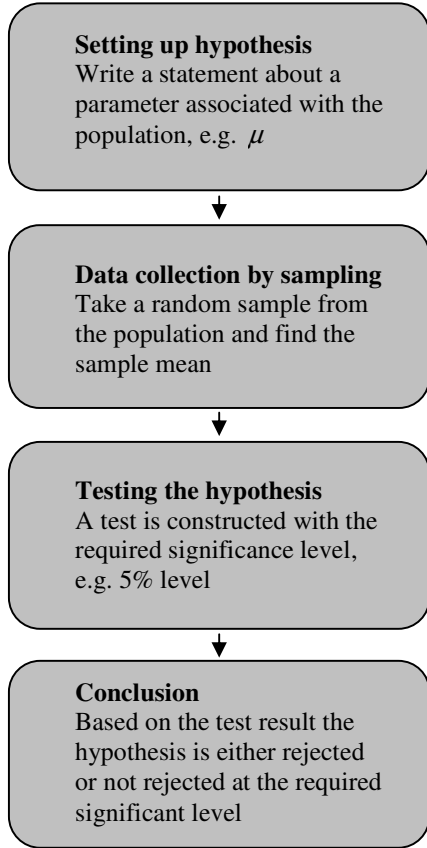 Setting up hypothesis
Write a statement about a
parameter associated with the
population, e.g. μ
Data collection by sampling
Take a random sample from
the population and find the
sample mean
Testing the hypothesis
A test is constructed with the
required significance level,
e.g. 5% level
Conclusion
Based on the test result the
hypothesis is either rejected
or not rejected at the required
significant level